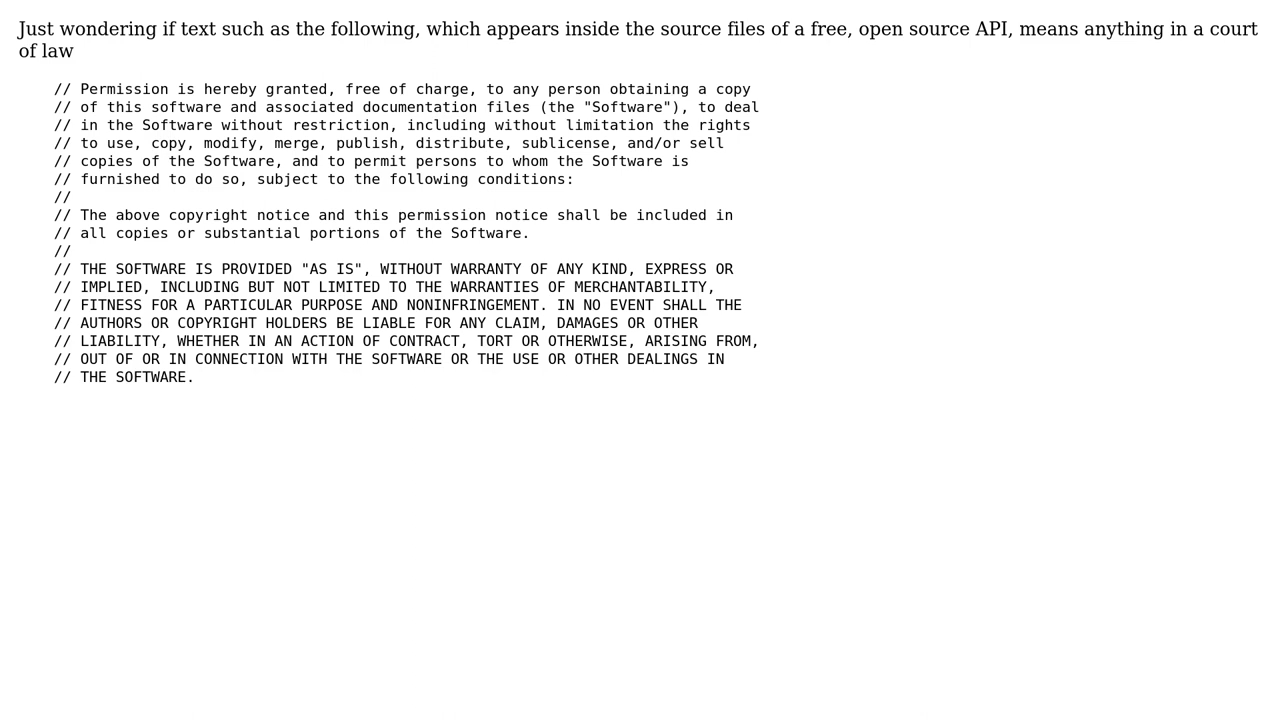 Just wondering if text such as the following, which appears inside the source files of a free, open source API, means anything in a court
of law
// Permission is hereby granted, free of charge, to any person obtaining a copy
// of this software and associated documentation files (the "Software"), to deal
// in the Software without restriction, including without limitation the rights
// to use, copy, modify, merge, publish, distribute, sublicense, and/or sell
// copies of the Software, and to permit persons to whom the Software is
// furnished to do so, subject to the following conditions:
//
// The above copyright notice and this permission notice shall be included in
// all copies or substantial portions of the Software.
//
// THE SOFTWARE IS PROVIDED "AS IS", WITHOUT WARRANTY OF ANY KIND, EXPRESS OR
// IMPLIED, INCLUDING BUT NOT LIMITED TO THE WARRANTIES OF MERCHANTABILITY,
// FITNESS FOR A PARTICULAR PURPOSE AND NONINFRINGEMENT. IN NO EVENT SHALL THE
// AUTHORS OR COPYRIGHT HOLDERS BE LIABLE FOR ANY CLAIM, DAMAGES OR OTHER
// LIABILITY, WHETHER IN AN ACTION OF CONTRACT, TORT OR OTHERWISE, ARISING FROM,
// OUT OF OR IN CONNECTION WITH THE SOFTWARE OR THE USE OR OTHER DEALINGS IN
// THE SOFTWARE.